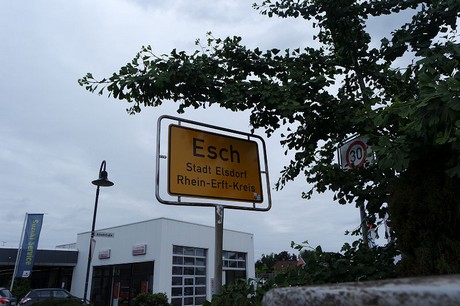 Esch
Stadt Elsdorf
Rhein-Erft-Kreis
30